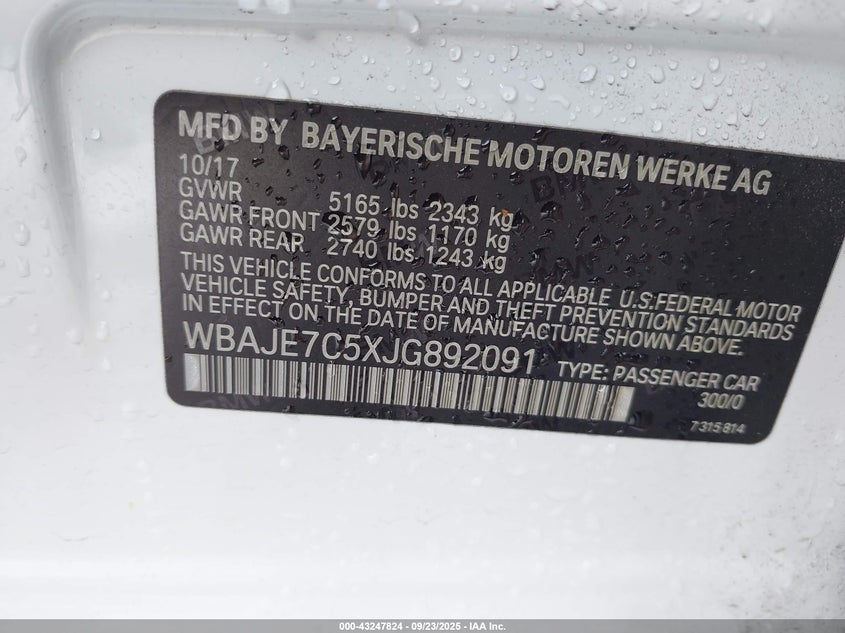 MFD BY BAYERISCHE MOTOREN WERKE AG
10/17
GVWR 5165 lbs 2343 kg
GAWR FRONT 2579 lbs 1170 kg
GAWR REAR 2740 lbs 1243 kg
THIS VEHICLE CONFORMS TO ALL APPLICABLE U.S.FEDERAL MOTOR
VEHICLE SAFETY, BUMPER AND THEFT PREVENTION STANDARDS
IN EFFECT ON THE DATE OF MANUFACTURE SHOWN ABOVE.
WBAJE7C5XJG892091 TYPE: PASSENGER CAR
300/0
7315814
000-43247824 - 09/23/2025 - IAA Inc.